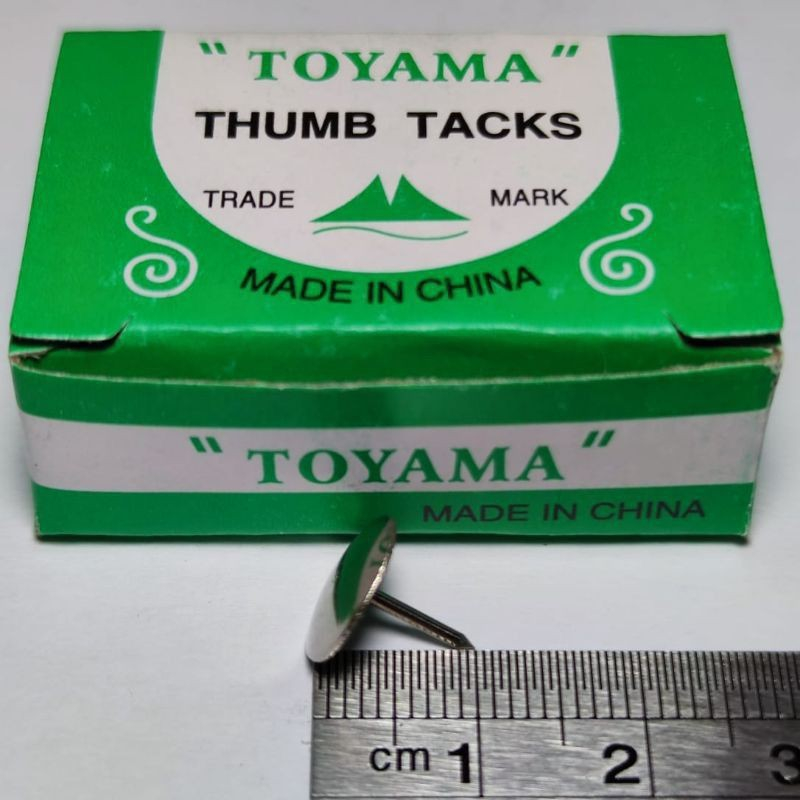 "TOYAMA"
THUMB TACKS
TRADE MARK
MADE IN CHINA
"TOYAMA"
MADE IN CHINA
cm 1 2 3